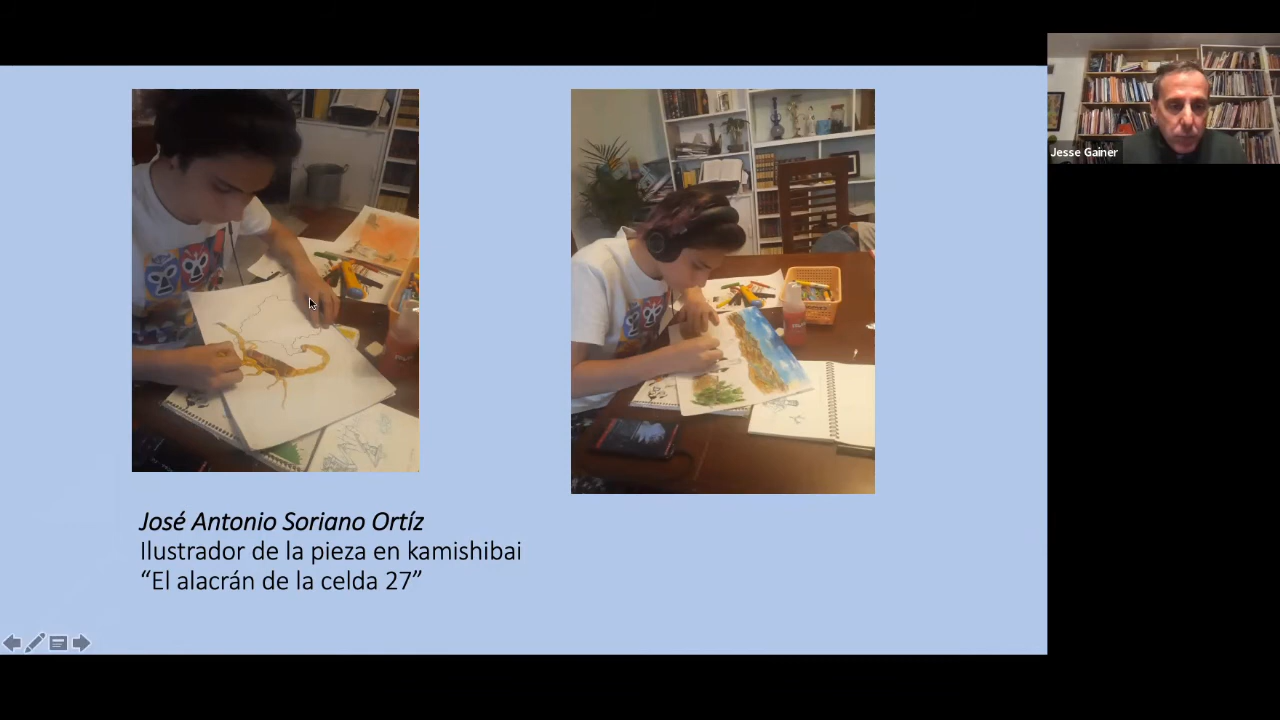 Jesse Gainer
José Antonio Soriano Ortíz
Ilustrador de la pieza en kamishibai
“El alacrán de la celda 27”